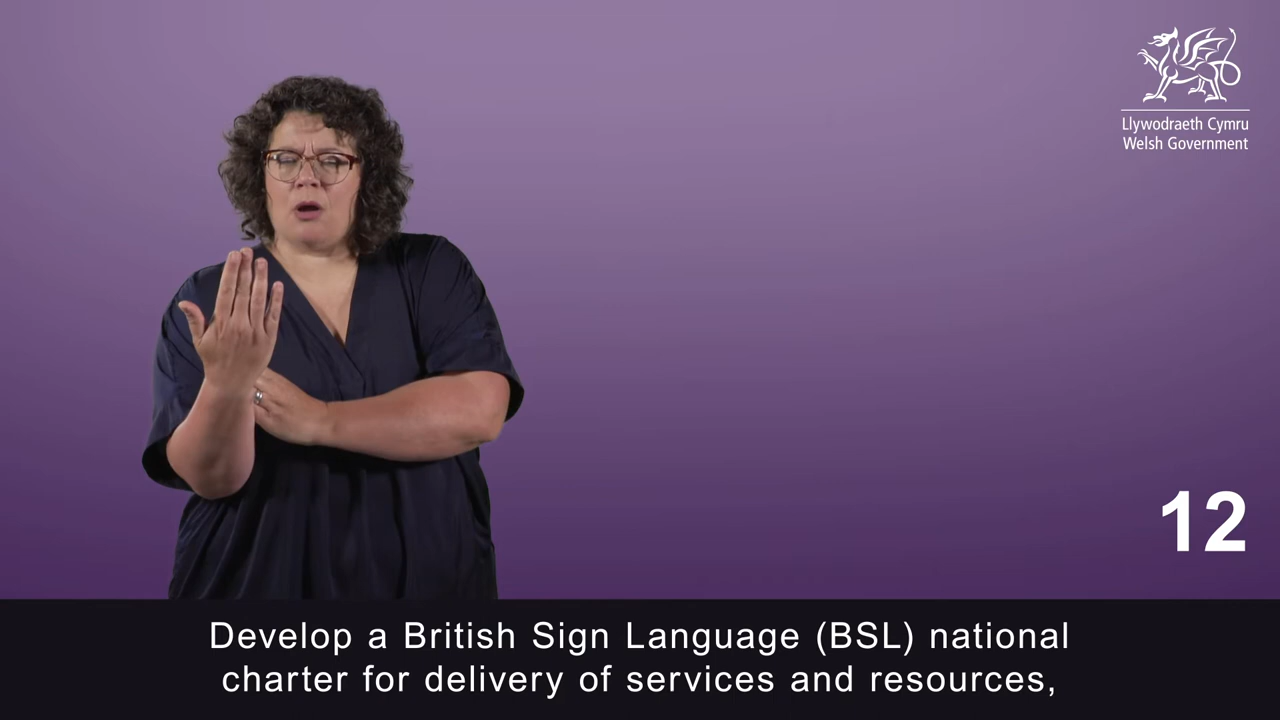 Llywodraeth Cymru
Welsh Government
12
Develop a British Sign Language (BSL) national
charter for delivery of services and resources,